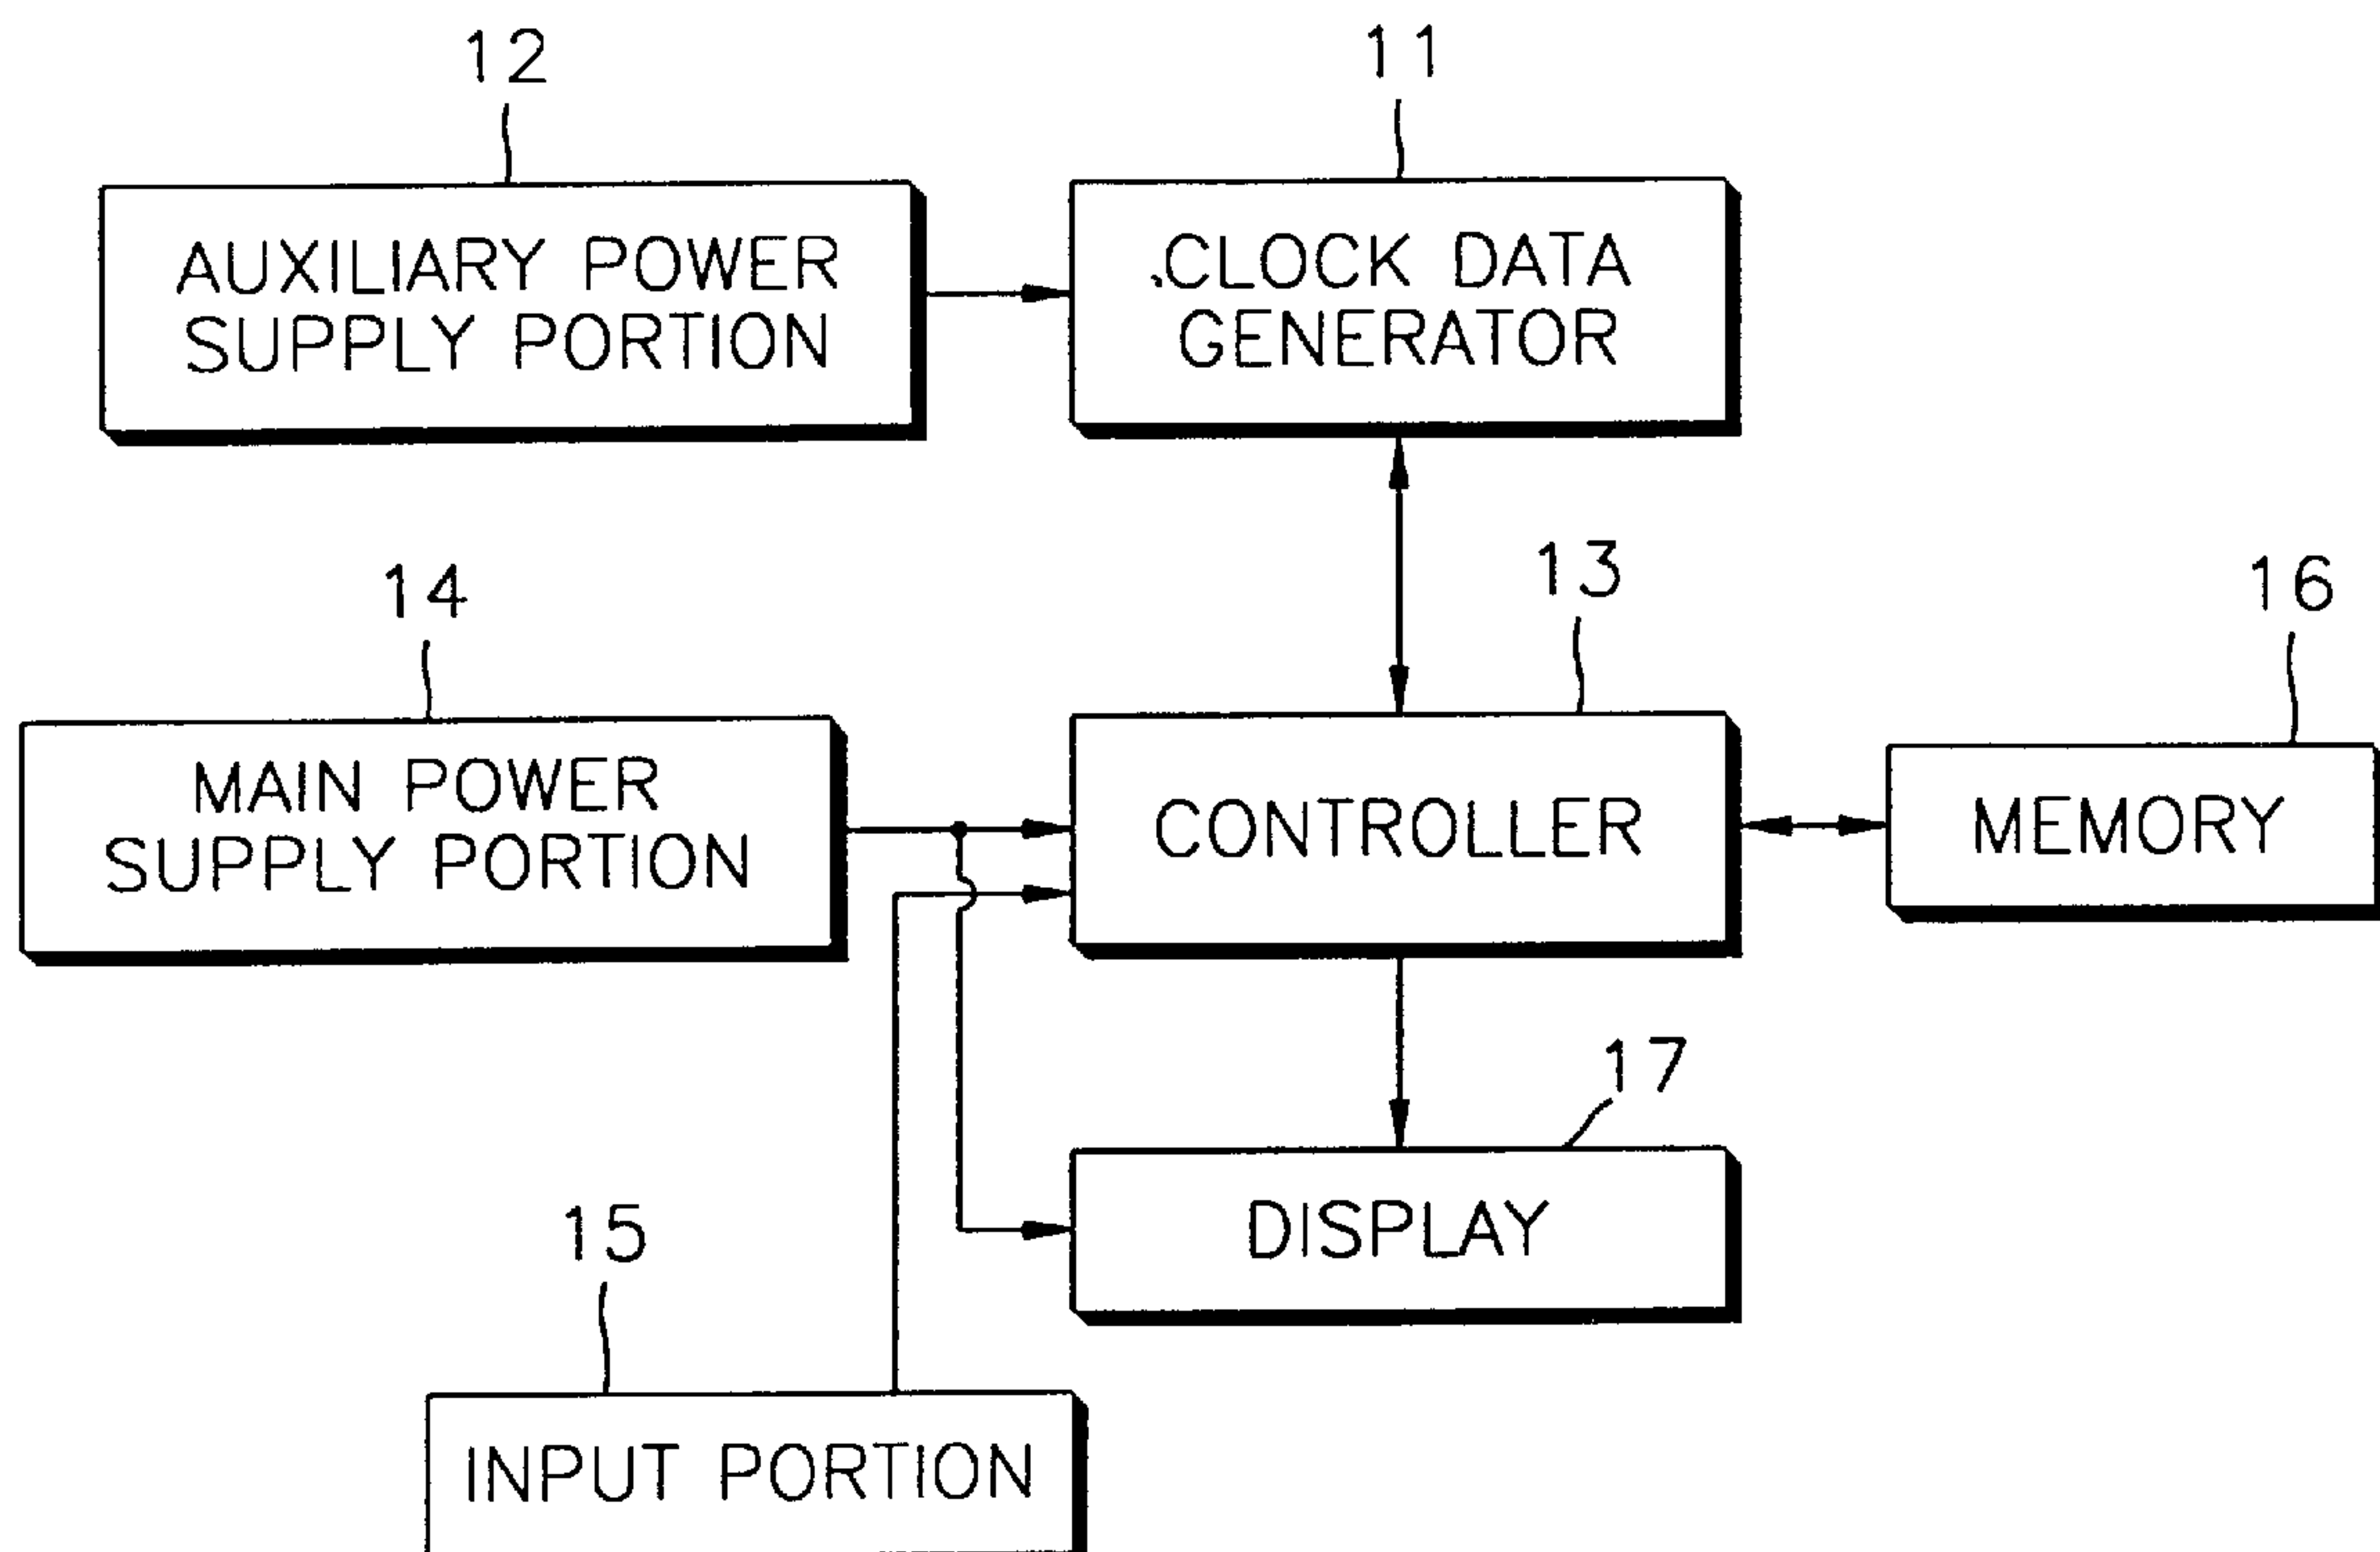 12
11
AUXILIARY POWER
SUPPLY PORTION
CLOCK DATA
GENERATOR
14
13
16
MAIN POWER
SUPPLY PORTION
CONTROLLER
MEMORY
17
DISPLAY
15
INPUT PORTION